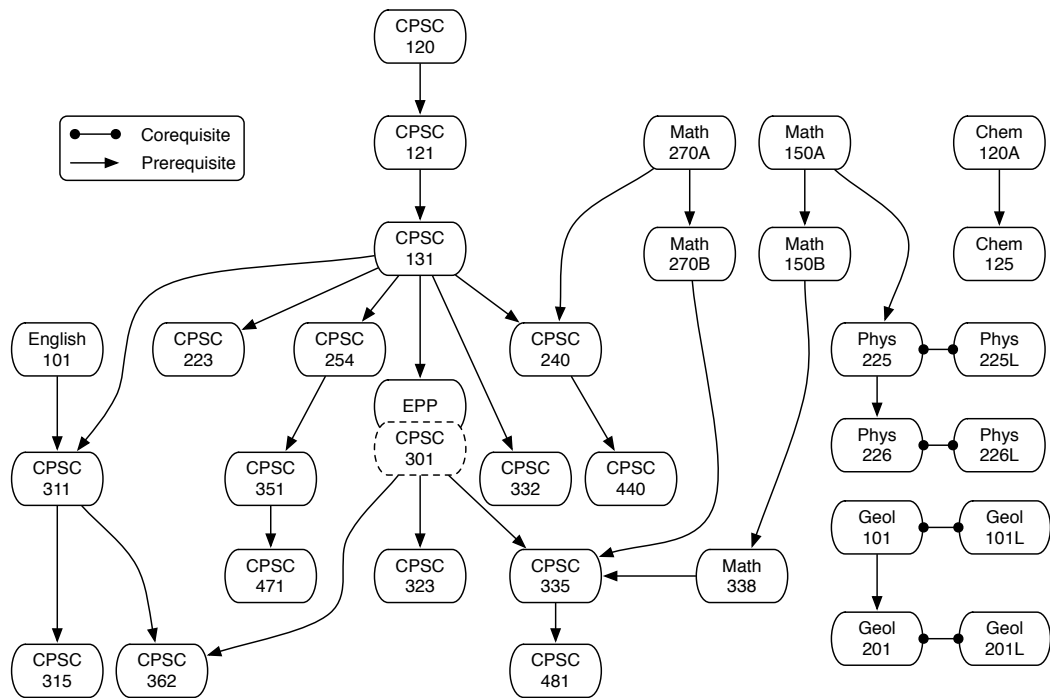 CPSC
120
Corequisite
Prerequisite
CPSC
121
Math
270A
Math
150A
Chem
120A
CPSC
131
Math
270B
Math
150B
Chem
125
English
101
CPSC
223
CPSC
254
CPSC
240
Phys
225
Phys
225L
EPP
CPSC
301
CPSC
311
CPSC
351
CPSC
332
CPSC
440
Phys
226
Phys
226L
Geol
101
Geol
101L
CPSC
471
CPSC
323
CPSC
335
Math
338
CPSC
315
CPSC
362
CPSC
481
Geol
201
Geol
201L